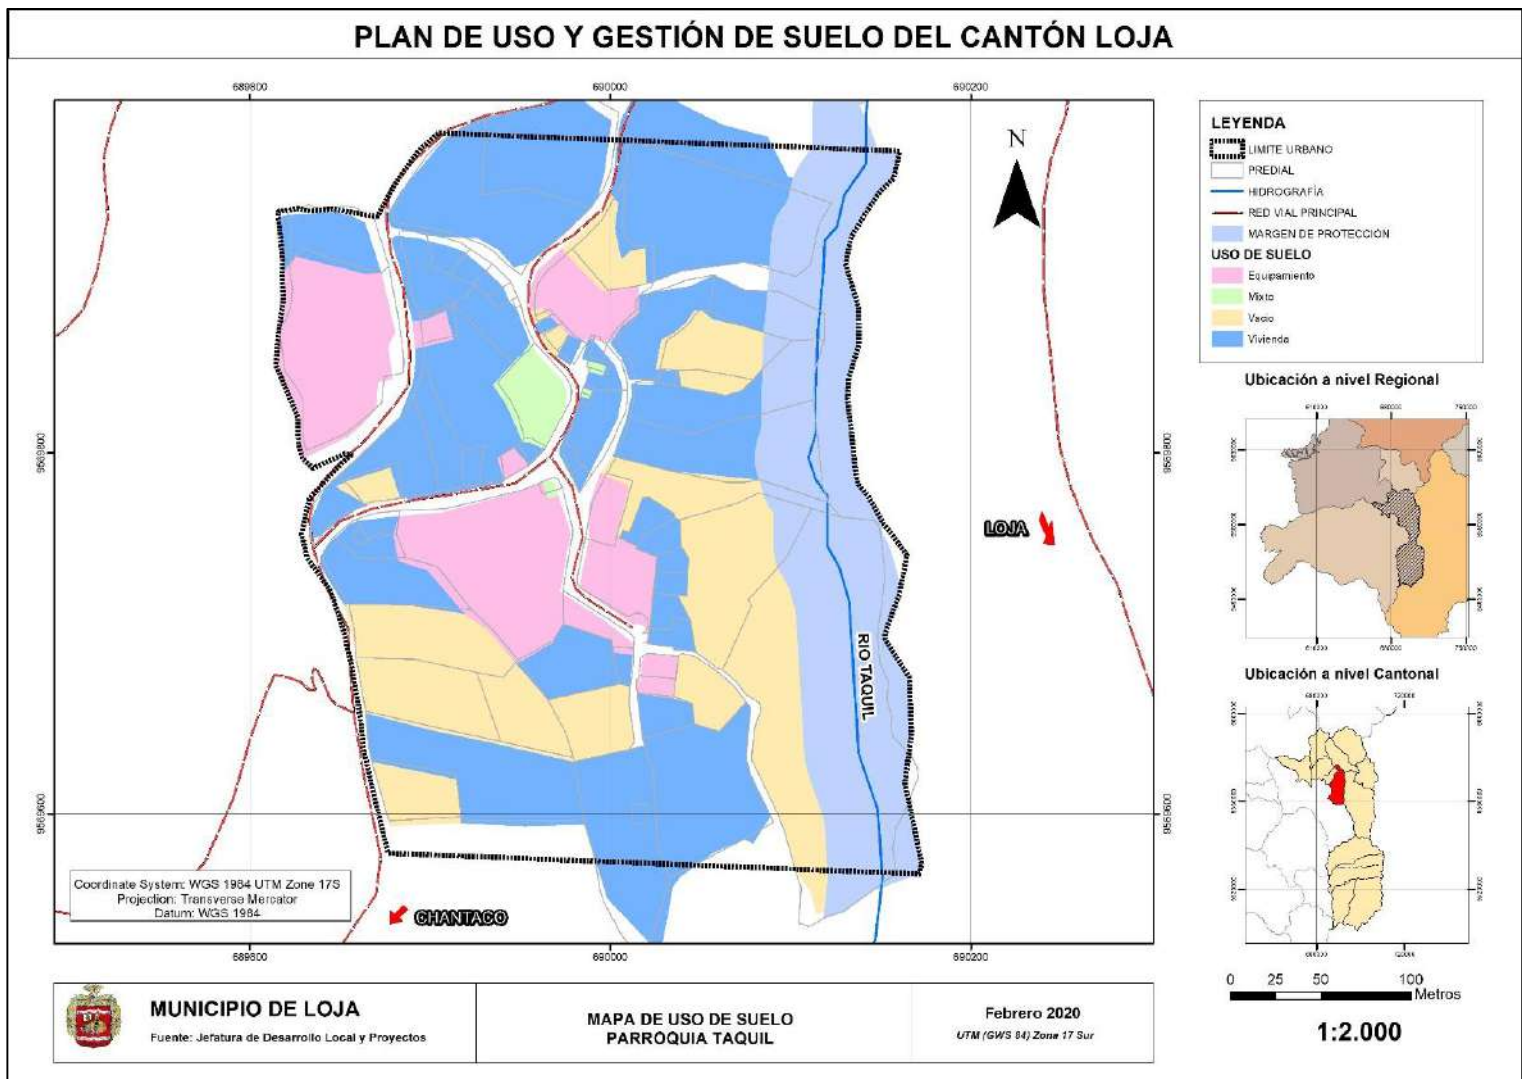 PLAN DE USO Y GESTIÓN DE SUELO DEL CANTÓN LOJA
689800
690000
690200
N
9569800
9569800
LOJA
RIO TAQUIL
9569600
9569600
Coordinate System: WGS 1984 UTM Zone 17S
Projection: Transverse Mercator
Datum: WGS 1984
CHANTACO
689800
690000
690200
LEYENDA
LIMITE URBANO
PREDIAL
HIDROGRAFÍA
RED VIAL PRINCIPAL
MARGEN DE PROTECCIÓN
USO DE SUELO
Equipamiento
Mixto
Vacio
Vivienda
Ubicación a nivel Regional
Ubicación a nivel Cantonal
0 25 50 100
Metros
1:2.000
MUNICIPIO DE LOJA
Fuente: Jefatura de Desarrollo Local y Proyectos
MAPA DE USO DE SUELO
PARROQUIA TAQUIL
Febrero 2020
UTM (GWS 84) Zona 17 Sur